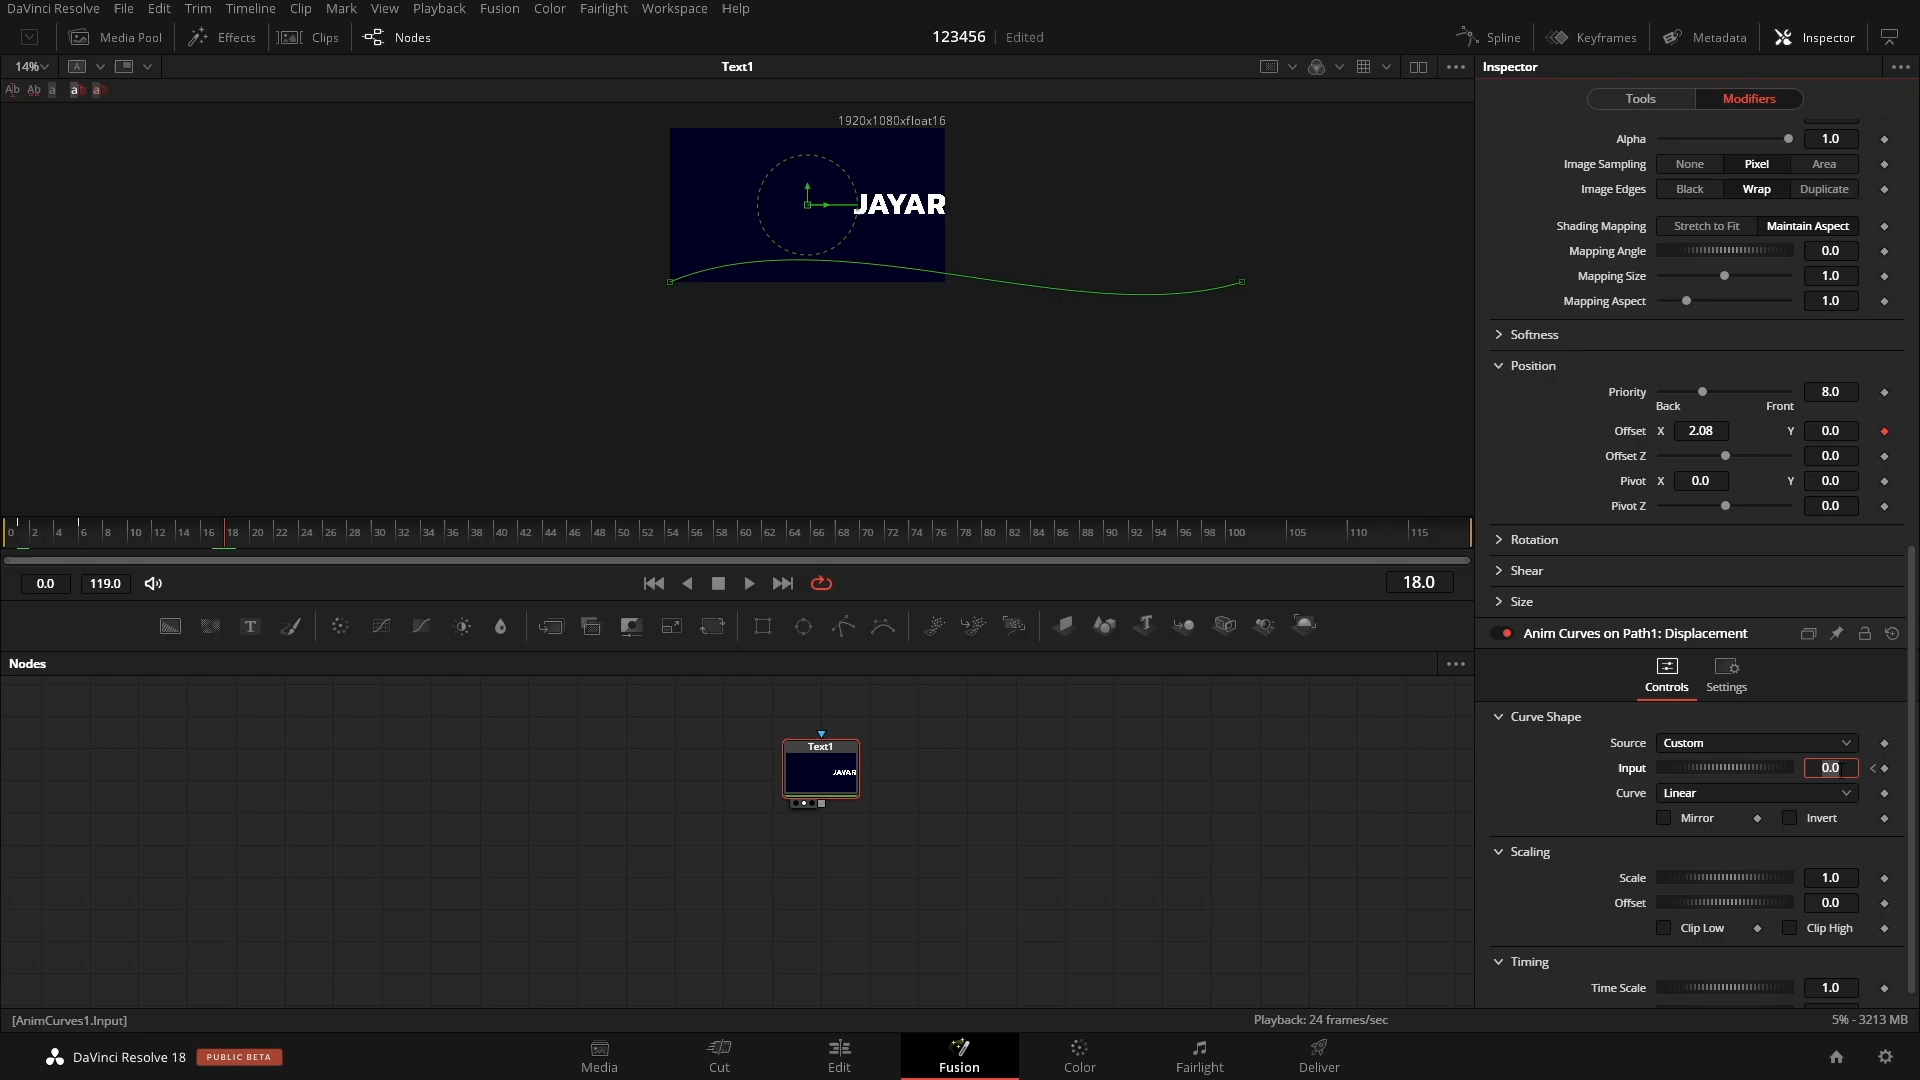 DaVinci Resolve File Edit Trim Timeline Clip Mark View Playback Fusion Color Fairlight Workspace Help
Media Pool Effects Clips Nodes 123456 Edited Spline Keyframes Metadata Inspector
14% A Text1 Inspector
Ab Ab a a a
Tools Modifiers
1920x1080xfloat16
JAYAR
Alpha 1.0
Image Sampling None Pixel Area
Image Edges Black Wrap Duplicate
Shading Mapping Stretch to Fit Maintain Aspect
Mapping Angle 0.0
Mapping Size 1.0
Mapping Aspect 1.0
Softness
Position
Priority 8.0
Back Front
Offset X 2.08 Y 0.0
Offset Z 0.0
Pivot X 0.0 Y 0.0
Pivot Z 0.0
0 2 4 6 8 10 12 14 16 18 20 22 24 26 28 30 32 34 36 38 40 42 44 46 48 50 52 54 56 58 60 62 64 66 68 70 72 74 76 78 80 82 84 86 88 90 92 94 96 98 100 105 110 115
Rotation
Shear
Size
0.0 119.0 18.0
T T
Anim Curves on Path1: Displacement
Controls Settings
Nodes
Curve Shape
Source Custom
Input 0.0
Curve Linear
Mirror Invert
Text1
JAYAR
Scaling
Scale 1.0
Offset 0.0
Clip Low Clip High
Timing
Time Scale 1.0
[AnimCurves1.Input] Playback: 24 frames/sec 5% - 3213 MB
DaVinci Resolve 18 PUBLIC BETA Media Cut Edit Fusion Color Fairlight Deliver